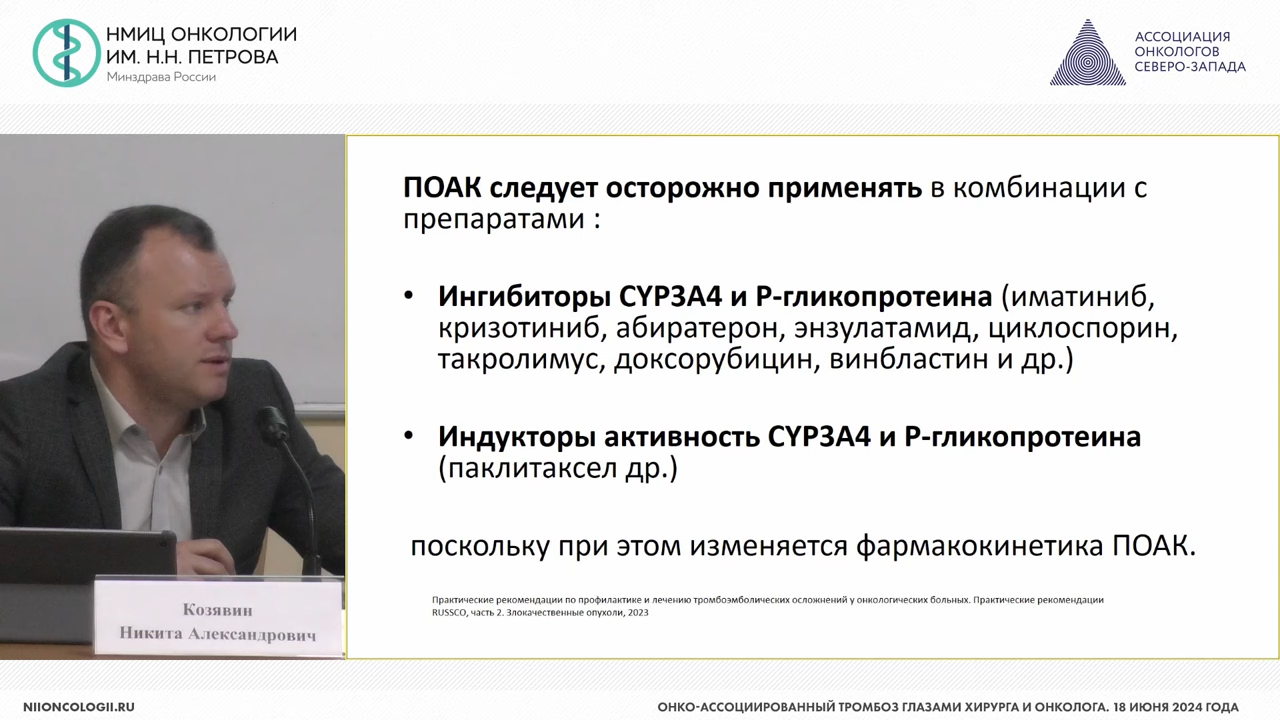 НМИЦ ОНКОЛОГИИ
ИМ. Н.Н. ПЕТРОВА
Минздрава России
АССОЦИАЦИЯ
ОНКОЛОГОВ
СЕВЕРО-ЗАПАДА
ПОАК следует осторожно применять в комбинации с
препаратами :
• Ингибиторы CYP3A4 и Р-гликопротеина (иматиниб,
кризотиниб, абиратерон, энзулатамид, циклоспорин,
такролимус, доксорубицин, винбластин и др.)
• Индукторы активность CYP3A4 и Р-гликопротеина
(паклитаксел др.)
поскольку при этом изменяется фармакокинетика ПОАК.
Практические рекомендации по профилактике и лечению тромбоэмболических осложнений у онкологических больных. Практические рекомендации
RUSSCO, часть 2. Злокачественные опухоли, 2023
Козявин
Никита Александрович
NIIONCOLOGII.RU
ОНКО-АССОЦИИРОВАННЫЙ ТРОМБОЗ ГЛАЗАМИ ХИРУРГА И ОНКОЛОГА. 18 ИЮНЯ 2024 ГОДА